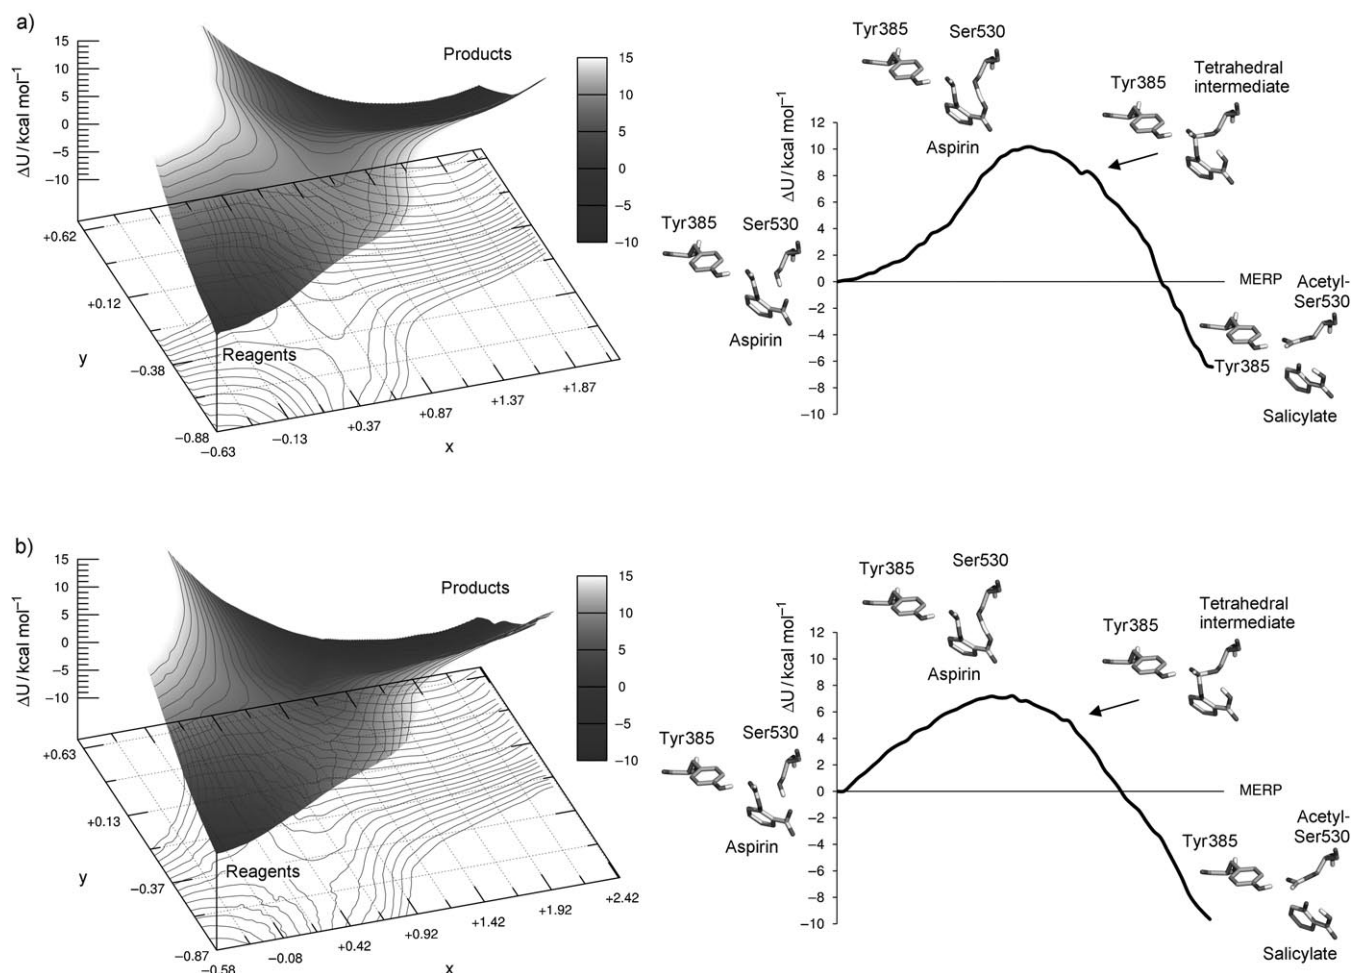 a)
15
10
5
0
−5
−10
ΔU / kcal mol−1
Products
Reagents
15
10
5
0
−5
−10
+0.62
+0.12
−0.38
−0.88
y
−0.63
−0.13
+0.37
+0.87
+1.37
+1.87
x
Tyr385
Ser530
Aspirin
Tyr385
Ser530
Aspirin
Tyr385
Tetrahedral
intermediate
ΔU / kcal mol−1
12
10
8
6
4
2
0
−2
−4
−6
−8
−10
MERP
Acetyl-
Ser530
Tyr385
Salicylate
b)
15
10
5
0
−5
−10
ΔU / kcal mol−1
Products
Reagents
15
10
5
0
−5
−10
+0.63
+0.13
−0.37
−0.87
y
−0.58
−0.08
+0.42
+0.92
+1.42
+1.92
+2.42
x
Tyr385
Ser530
Aspirin
Tyr385
Ser530
Aspirin
Tyr385
Tetrahedral
intermediate
ΔU / kcal mol−1
12
10
8
6
4
2
0
−2
−4
−6
−8
−10
MERP
Acetyl-
Ser530
Tyr385
Salicylate